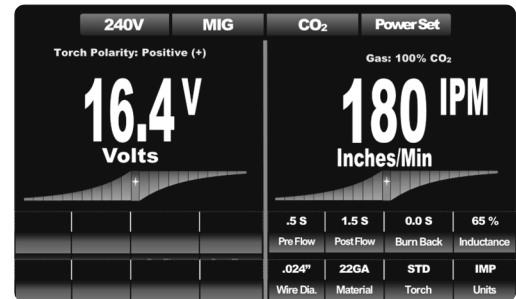 240V MIG CO₂ Power Set
Torch Polarity: Positive (+)
16.4 V
Volts
Gas: 100% CO₂
180 IPM
Inches/Min
.5 S 1.5 S 0.0 S 65 %
Pre Flow Post Flow Burn Back Inductance
.024" 22GA STD IMP
Wire Dia. Material Torch Units